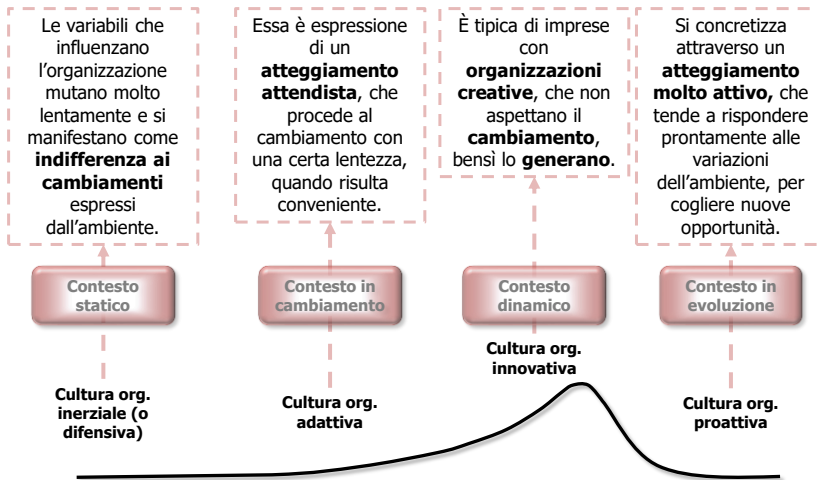 Le variabili che
influenzano
l'organizzazione
mutano molto
lentamente e si
manifestano come
indifferenza ai
cambiamenti
espressi
dall'ambiente.
Essa è espressione
di un
atteggiamento
attendista, che
procede al
cambiamento con
una certa lentezza,
quando risulta
conveniente.
È tipica di imprese
con
organizzazioni
creative, che non
aspettano il
cambiamento,
bensì lo generano.
Si concretizza
attraverso un
atteggiamento
molto attivo, che
tende a rispondere
prontamente alle
variazioni
dell'ambiente, per
cogliere nuove
opportunità.
Contesto
statico
Contesto in
cambiamento
Contesto
dinamico
Contesto in
evoluzione
Cultura org.
inerziale (o
difensiva)
Cultura org.
adattiva
Cultura org.
innovativa
Cultura org.
proattiva